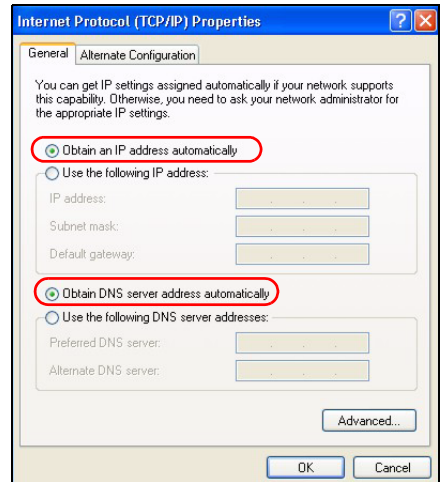 Internet Protocol (TCP/IP) Properties
General Alternate Configuration
You can get IP settings assigned automatically if your network supports
this capability. Otherwise, you need to ask your network administrator for
the appropriate IP settings.
Obtain an IP address automatically
Use the following IP address:
IP address:
Subnet mask:
Default gateway:
Obtain DNS server address automatically
Use the following DNS server addresses:
Preferred DNS server:
Alternate DNS server:
Advanced...
OK Cancel